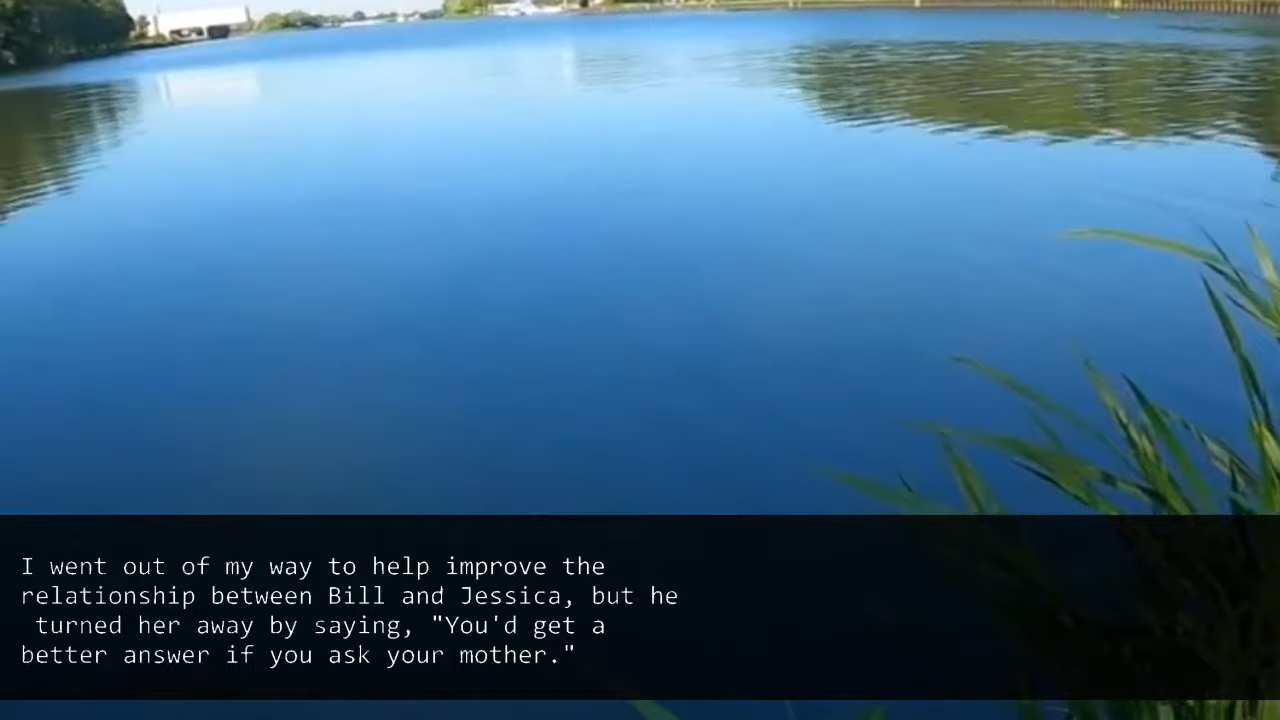 I went out of my way to help improve the
relationship between Bill and Jessica, but he
turned her away by saying, "You'd get a
better answer if you ask your mother."